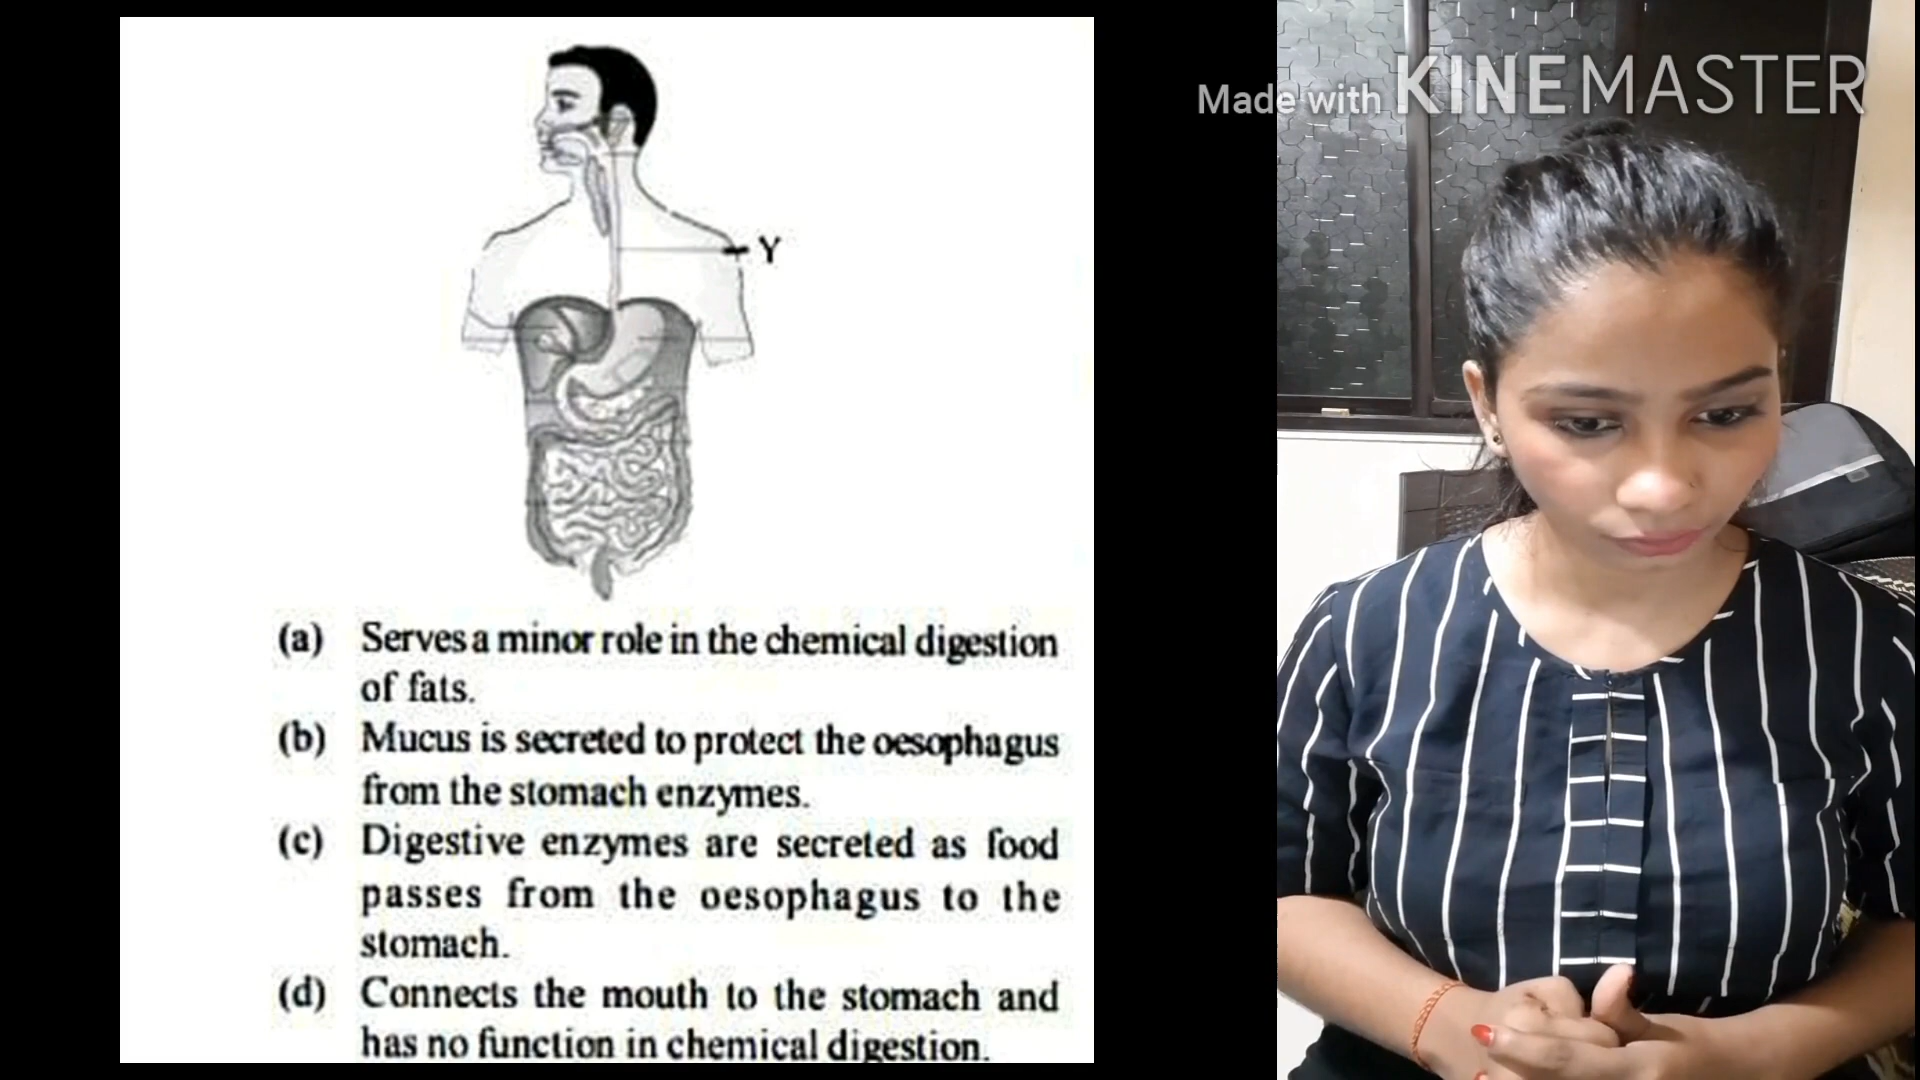 Made with KINEMASTER
Y
(a) Serves a minor role in the chemical digestion
of fats.
(b) Mucus is secreted to protect the oesophagus
from the stomach enzymes.
(c) Digestive enzymes are secreted as food
passes from the oesophagus to the
stomach.
(d) Connects the mouth to the stomach and
has no function in chemical digestion.